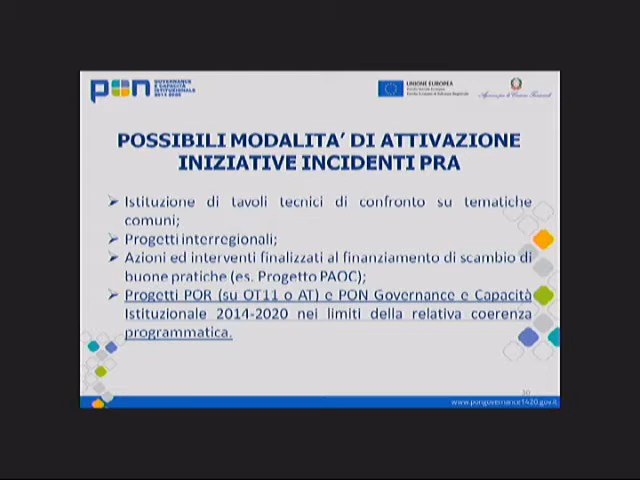 pon GOVERNANCE
E CAPACITÀ
ISTITUZIONALE
2014-2020
UNIONE EUROPEA
Fondo Sociale Europeo
Fondo Europeo di Sviluppo Regionale
POSSIBILI MODALITA’ DI ATTIVAZIONE
INIZIATIVE INCIDENTI PRA
➢ Istituzione di tavoli tecnici di confronto su tematiche
comuni;
➢ Progetti interregionali;
➢ Azioni ed interventi finalizzati al finanziamento di scambio di
buone pratiche (es. Progetto PAOC);
➢ Progetti POR (su OT11 o AT) e PON Governance e Capacità
Istituzionale 2014-2020 nei limiti della relativa coerenza
programmatica.
30
www.pongovernance1420.gov.it